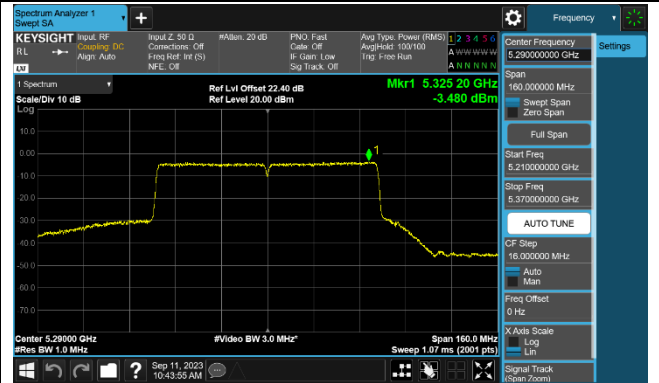 Spectrum Analyzer 1
Swept SA
Frequency
KEYSIGHT
RL
LXI
Input: RF
Coupling: DC
Align: Auto
Input Z: 50 Ω
Corrections: Off
Freq Ref: Int (S)
NFE: Off
#Atten: 20 dB
PNO: Fast
Gate: Off
IF Gain: Low
Sig Track: Off
Avg Type: Power (RMS)
Avg|Hold: 100/100
Trig: Free Run
1 2 3 4 5 6
A W W W W W
A N N N N N
1 Spectrum
Scale/Div 10 dB
Log
Ref Lvl Offset 22.40 dB
Ref Level 20.00 dBm
Mkr1 5.325 20 GHz
-3.480 dBm
1
10.0
0.00
-10.0
-20.0
-30.0
-40.0
-50.0
-60.0
-70.0
Center 5.29000 GHz
#Res BW 1.0 MHz
#Video BW 3.0 MHz*
Span 160.0 MHz
Sweep 1.07 ms (2001 pts)
Sep 11, 2023
10:43:55 AM
Center Frequency
5.290000000 GHz
Settings
Span
160.000000 MHz
Swept Span
Zero Span
Full Span
Start Freq
5.210000000 GHz
Stop Freq
5.370000000 GHz
AUTO TUNE
CF Step
16.000000 MHz
Auto
Man
Freq Offset
0 Hz
X Axis Scale
Log
Lin
Signal Track
(Span Zoom)